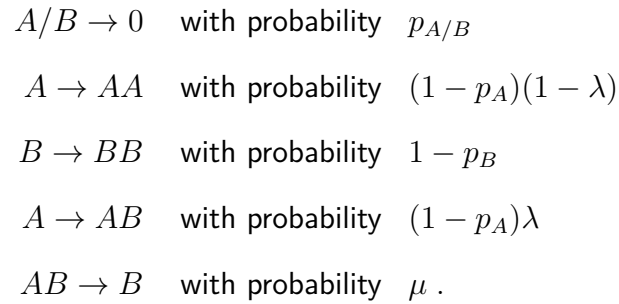 A/B → 0 with probability p_{A/B}
A → AA with probability (1 − p_A)(1 − λ)
B → BB with probability 1 − p_B
A → AB with probability (1 − p_A)λ
AB → B with probability μ .